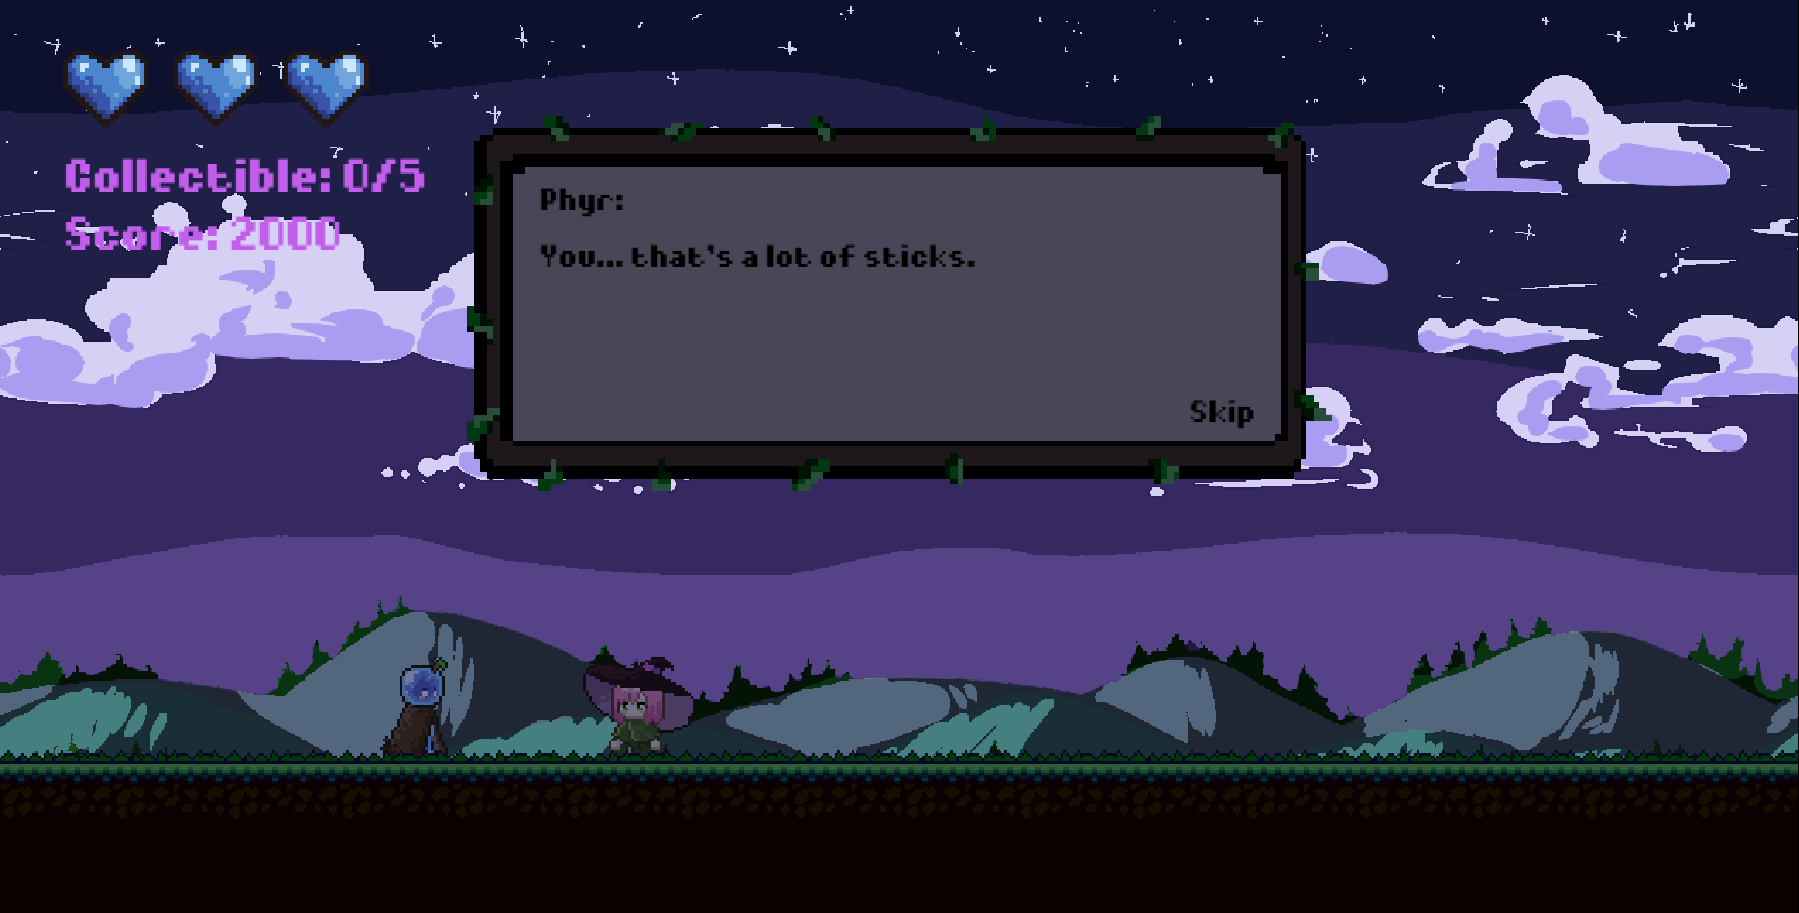 Collectible: 0/5
Score: 2000
Phyr:
You... that's a lot of sticks.
Skip